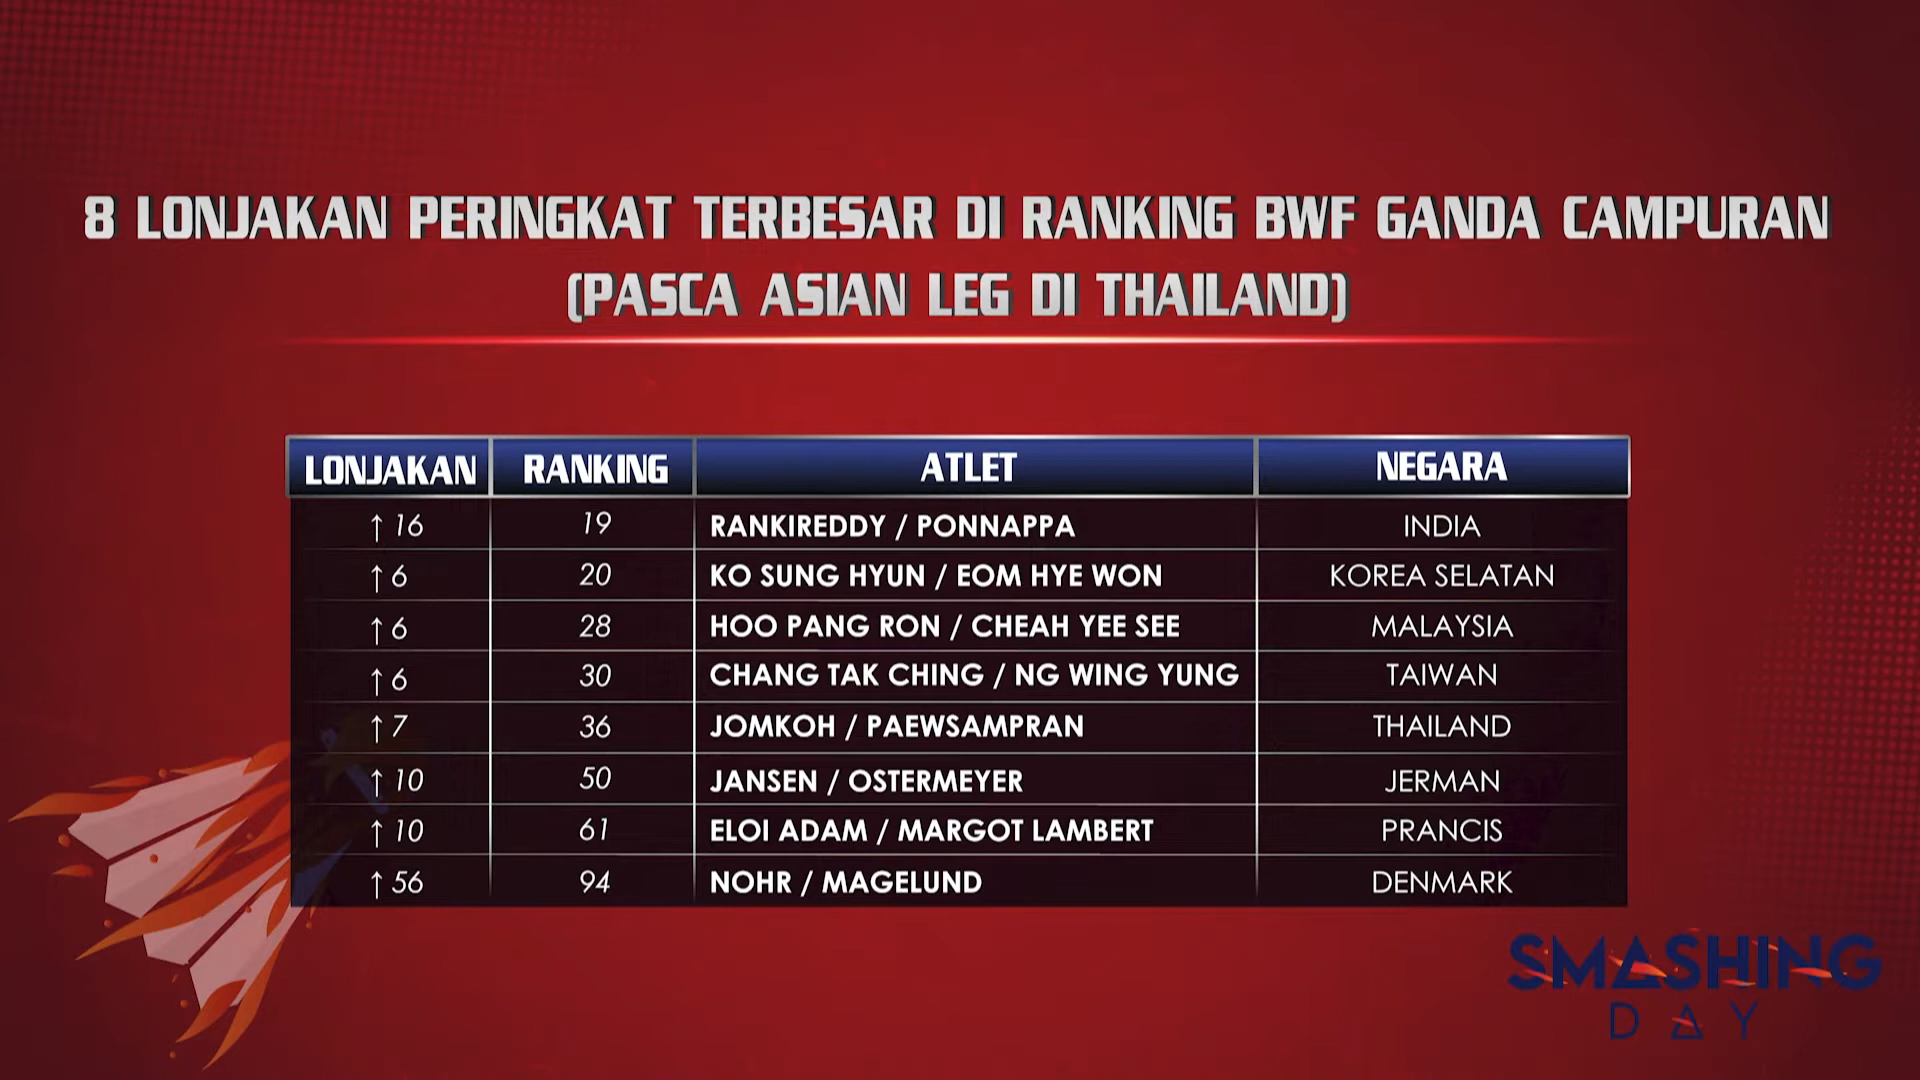 8 LONJAKAN PERINGKAT TERBESAR DI RANKING BWF GANDA CAMPURAN
(PASCA ASIAN LEG DI THAILAND)
LONJAKAN RANKING ATLET NEGARA
↑ 16 19 RANKIREDDY / PONNAPPA INDIA
↑ 6 20 KO SUNG HYUN / EOM HYE WON KOREA SELATAN
↑ 6 28 HOO PANG RON / CHEAH YEE SEE MALAYSIA
↑ 6 30 CHANG TAK CHING / NG WING YUNG TAIWAN
↑ 7 36 JOMKOH / PAEWSAMPRAN THAILAND
↑ 10 50 JANSEN / OSTERMEYER JERMAN
↑ 10 61 ELOI ADAM / MARGOT LAMBERT PRANCIS
↑ 56 94 NOHR / MAGELUND DENMARK
SMASHING
DAY